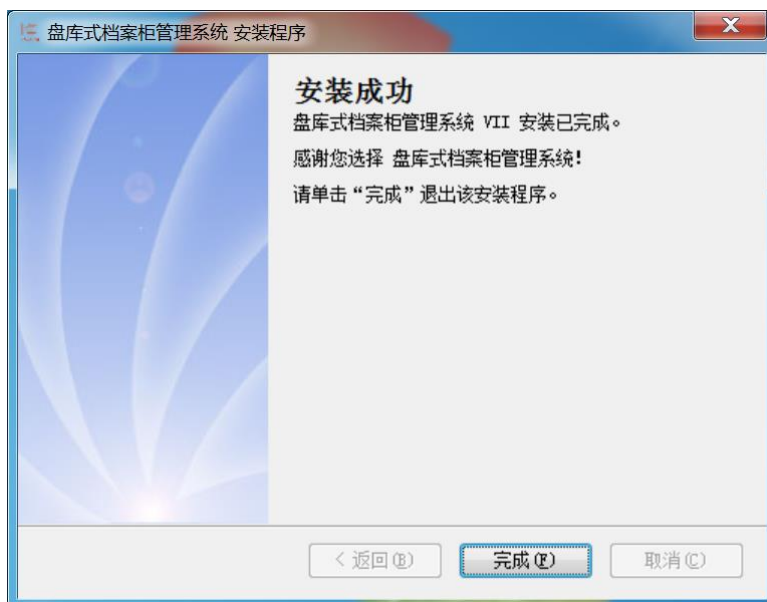 盘库式档案柜管理系统 安装程序
安装成功
盘库式档案柜管理系统 VII 安装已完成。
感谢您选择 盘库式档案柜管理系统!
请单击“完成”退出该安装程序。
< 返回(B)
完成(F)
取消(C)